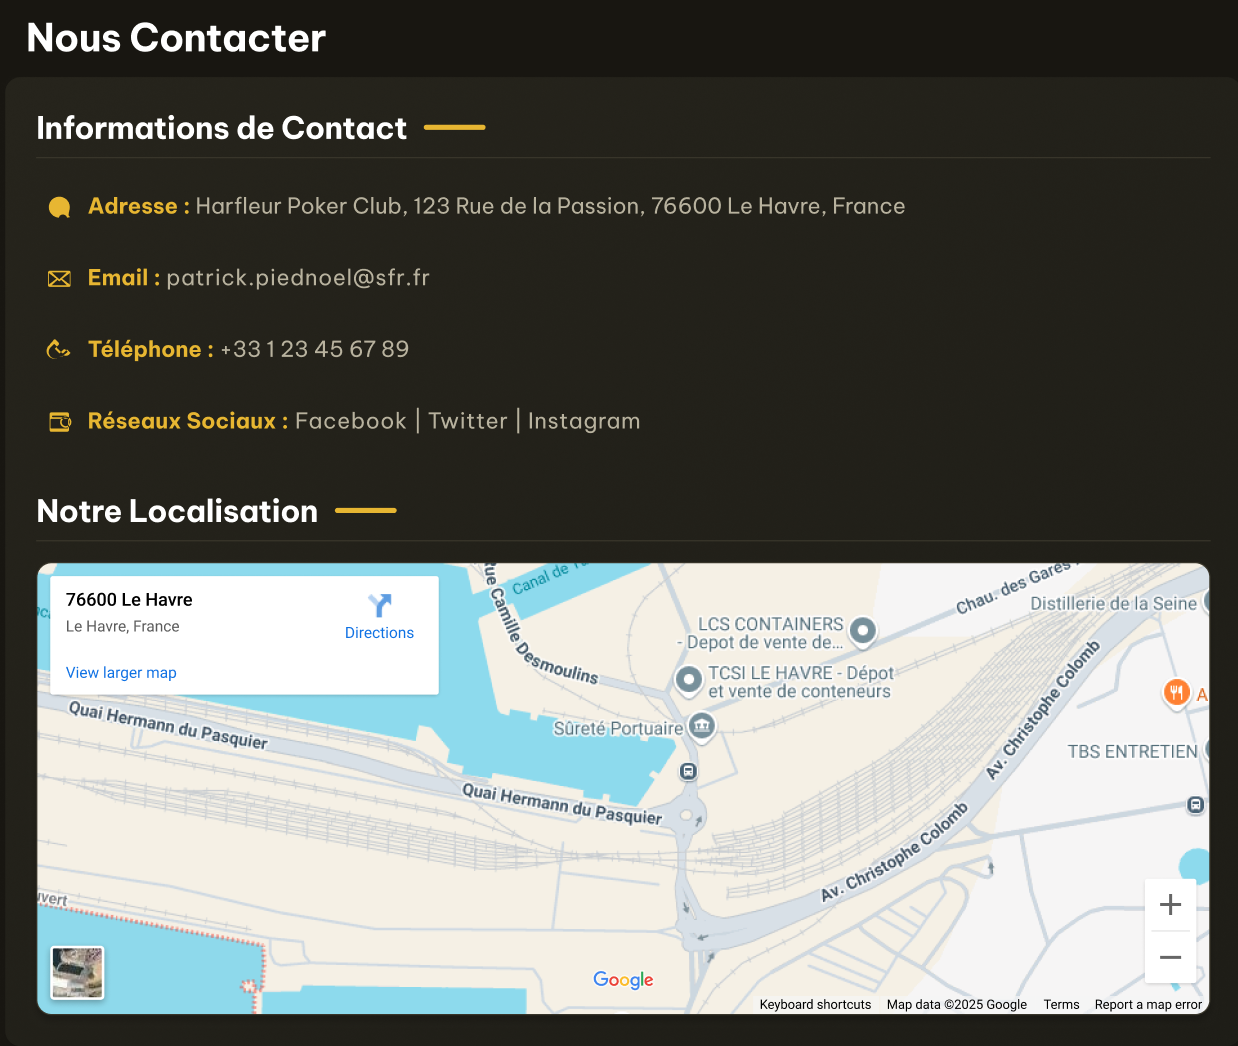 Nous Contacter
Informations de Contact
Adresse : Harfleur Poker Club, 123 Rue de la Passion, 76600 Le Havre, France
Email : patrick.piednoel@sfr.fr
Téléphone : +33 1 23 45 67 89
Réseaux Sociaux : Facebook | Twitter | Instagram
Notre Localisation
76600 Le Havre
Le Havre, France
Directions
View larger map
Rue Camille Desmoulins
Canal de
Chau. des Gares
Distillerie de la Seine
LCS CONTAINERS
- Depot de vente de...
TCSI LE HAVRE - Dépôt
et vente de conteneurs
Sûreté Portuaire
Quai Hermann du Pasquier
Quai Hermann du Pasquier
Av. Christophe Colomb
A
TBS ENTRETIEN
Av. Christophe Colomb
uvert
Google
Keyboard shortcuts
Map data ©2025 Google
Terms
Report a map error